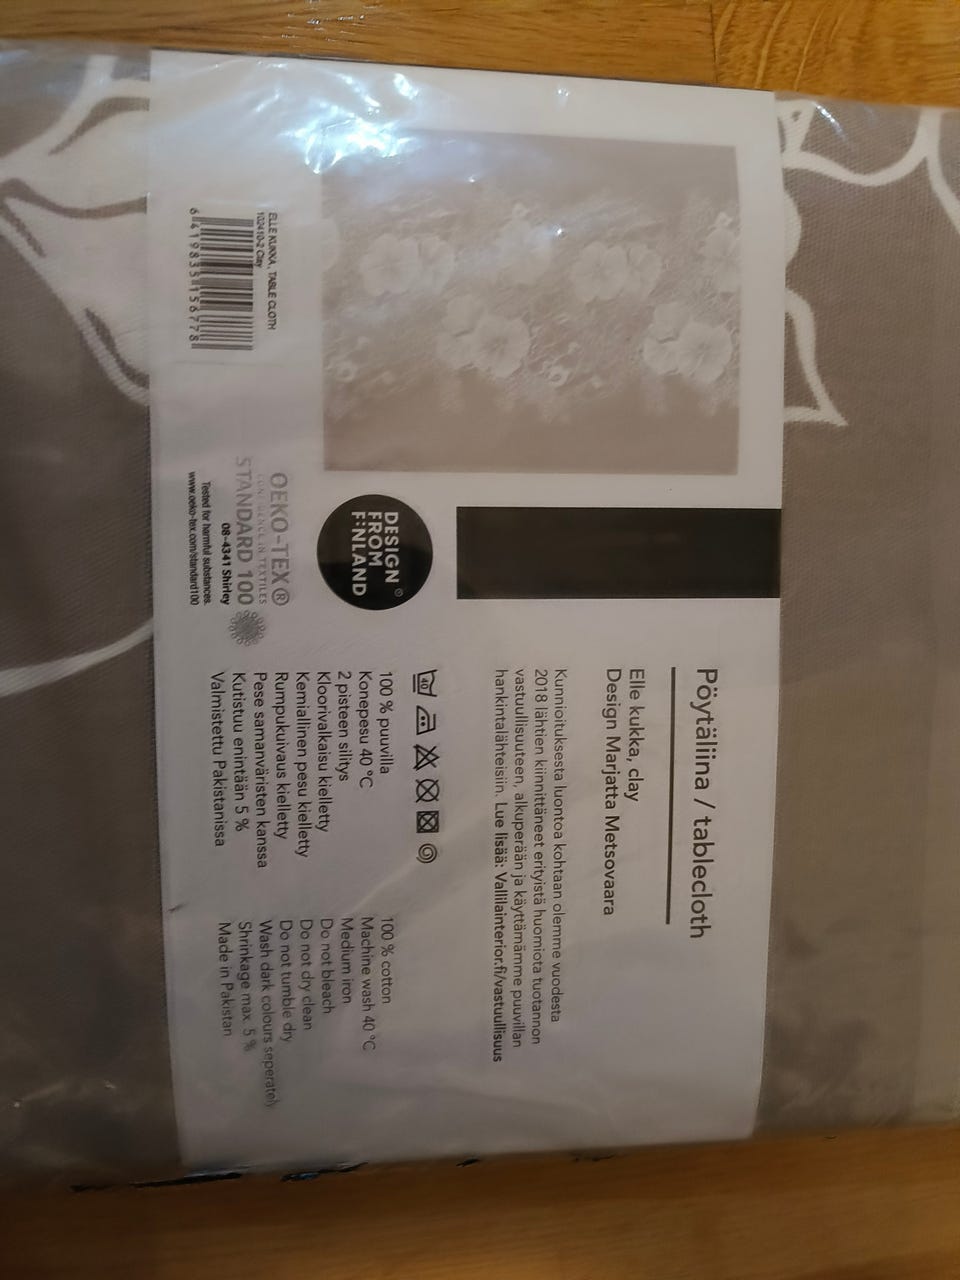 Pöytäliina / tablecloth
Elle kukka, clay
Design Marjatta Metsovaara
Kunnioituksesta luontoa kohtaan olemme vuodesta
2018 lähtien kiinnittäneet erityistä huomiota tuotannon
vastuullisuuteen, alkuperään ja käyttämämme puuvillan
hankintalähteisiin. Lue lisää: Vallilainterior.fi/vastuullisuus
40
100 % puuvilla
Konepesu 40 °C
2 pisteen silitys
Kloorivalkaisu kielletty
Kemiallinen pesu kielletty
Rumpukuivaus kielletty
Pese samanväristen kanssa
Kutistuu enintään 5 %
Valmistettu Pakistanissa
100 % cotton
Machine wash 40 °C
Medium iron
Do not bleach
Do not dry clean
Do not tumble dry
Wash dark colours seperately
Shrinkage max. 5 %
Made in Pakistan
DESIGN ®
FROM
FINLAND
OEKO-TEX®
CONFIDENCE IN TEXTILES
STANDARD 100
08-4341 Shirley
Tested for harmful substances.
www.oeko-tex.com/standard100
ELLE KUKKA, TABLE CLOTH
102410-2 Clay
6 419835 156778